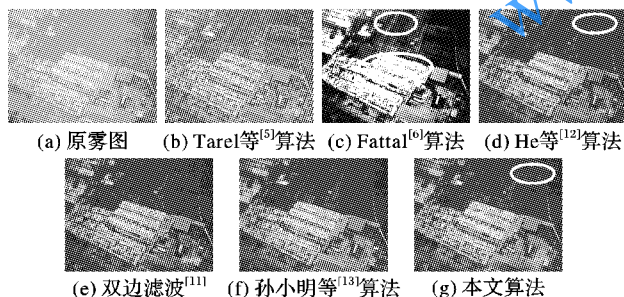 (a) 原雾图 (b) Tarel等[5]算法 (c) Fattal[6]算法 (d) He等[12]算法
(e) 双边滤波[11] (f) 孙小明等[13]算法 (g) 本文算法